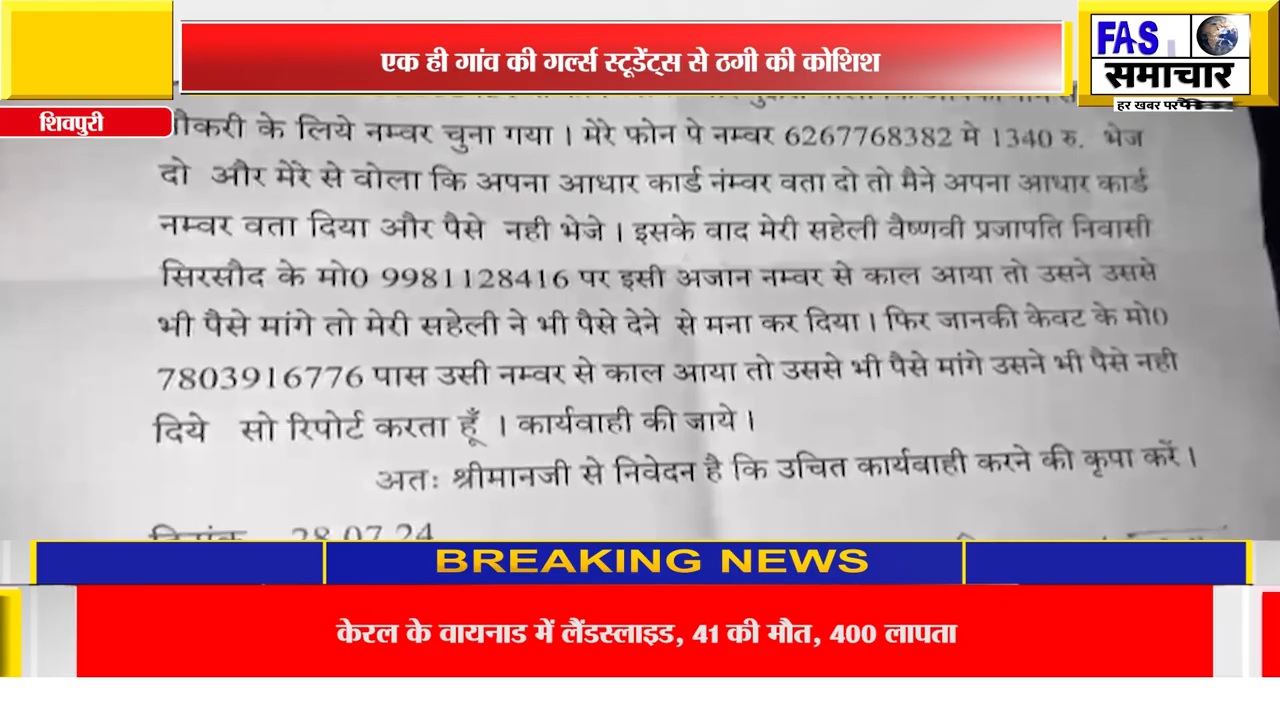 एक ही गांव की गर्ल्स स्टूडेंट्स से ठगी की कोशिश
FAS
समाचार
हर खबर पर
शिवपुरी
नौकरी के लिये नम्वर चुना गया । मेरे फोन पे नम्वर 6267768382 मे 1340 रु. भेज
दो और मेरे से वोला कि अपना आधार कार्ड नंम्वर वता दो तो मैने अपना आधार कार्ड
नम्वर वता दिया और पैसे नही भेजे । इसके वाद मेरी सहेली वैष्णवी प्रजापति निवासी
सिरसौद के मो0 9981128416 पर इसी अजान नम्वर से काल आया तो उसने उससे
भी पैसे मांगे तो मेरी सहेली ने भी पैसे देने से मना कर दिया । फिर जानकी केवट के मो0
7803916776 पास उसी नम्वर से काल आया तो उससे भी पैसे मांगे उसने भी पैसे नही
दिये सो रिपोर्ट करता हूँ । कार्यवाही की जाये ।
अतः श्रीमानजी से निवेदन है कि उचित कार्यवाही करने की कृपा करें ।
दिनांक 28.07.24
BREAKING NEWS
केरल के वायनाड में लैंडस्लाइड, 41 की मौत, 400 लापता